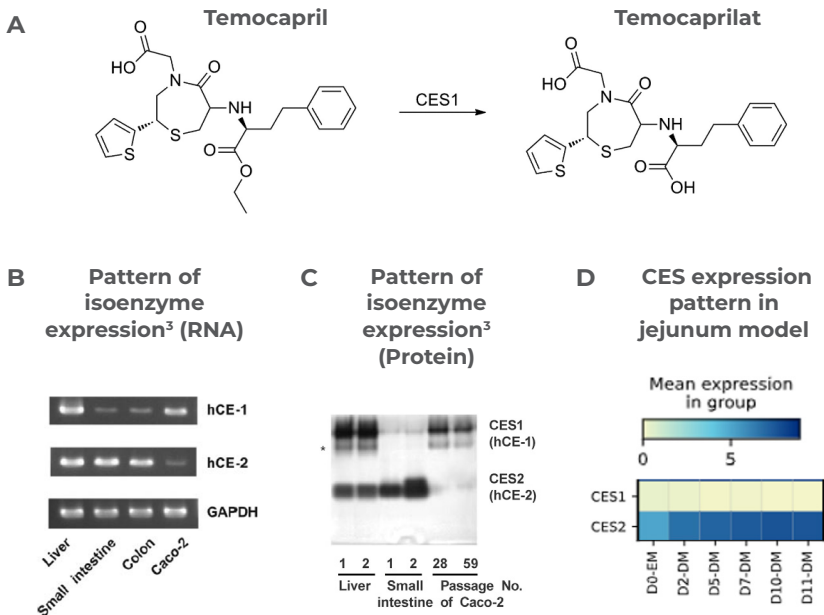 A
Temocapril
Temocaprilat
O
HO
N
O
NH
S
S
O
O
CES1
O
HO
N
O
NH
S
S
O
OH
B
Pattern of
isoenzyme
expression³ (RNA)
hCE-1
hCE-2
GAPDH
Liver
Small intestine
Colon
Caco-2
C
Pattern of
isoenzyme
expression³
(Protein)
CES1
(hCE-1)
*
CES2
(hCE-2)
1 2 1 2 28 59
Liver Small Passage No.
intestine of Caco-2
D
CES expression
pattern in
jejunum model
Mean expression
in group
0 5
CES1
CES2
D0-EM
D2-DM
D5-DM
D7-DM
D10-DM
D11-DM